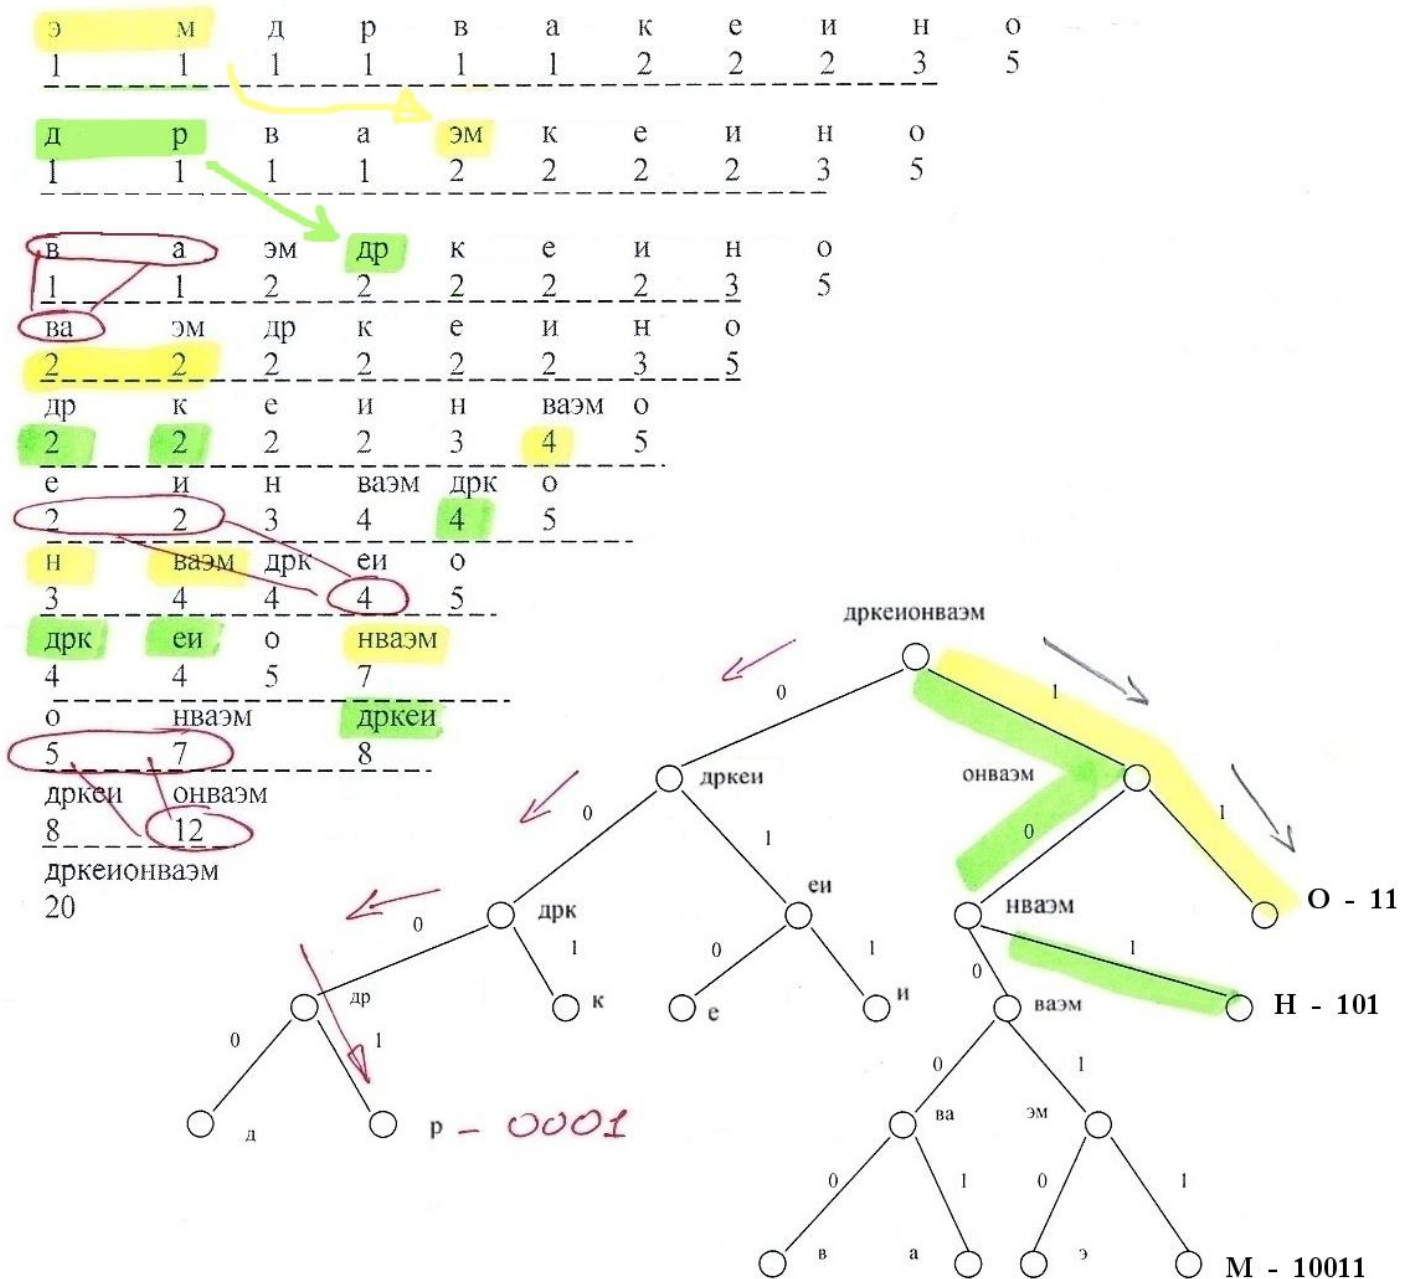 э м д р в а к е и н о
1 1 1 1 1 1 2 2 2 3 5
д р в а эм к е и н о
1 1 1 1 2 2 2 2 3 5
в а эм др к е и н о
1 1 2 2 2 2 2 3 5
ва эм др к е и н о
2 2 2 2 2 2 3 5
др к е и н ваэм о
2 2 2 2 3 4 5
е и н ваэм дрк о
2 2 3 4 4 5
н ваэм дрк еи о
3 4 4 4 5
дрк еи о нваэм
4 4 5 7
о нваэм дркеи
5 7 8
дркеи онваэм
8 12
дркеионваэм
20
дркеионваэм
0 1
дркеи онваэм
0 1 0 1
дрк еи нваэм О - 11
0 1 0 1 0 1
др к е и ваэм Н - 101
0 1 0 1
д р - 0001 ва эм
0 1 0 1
в а э М - 10011